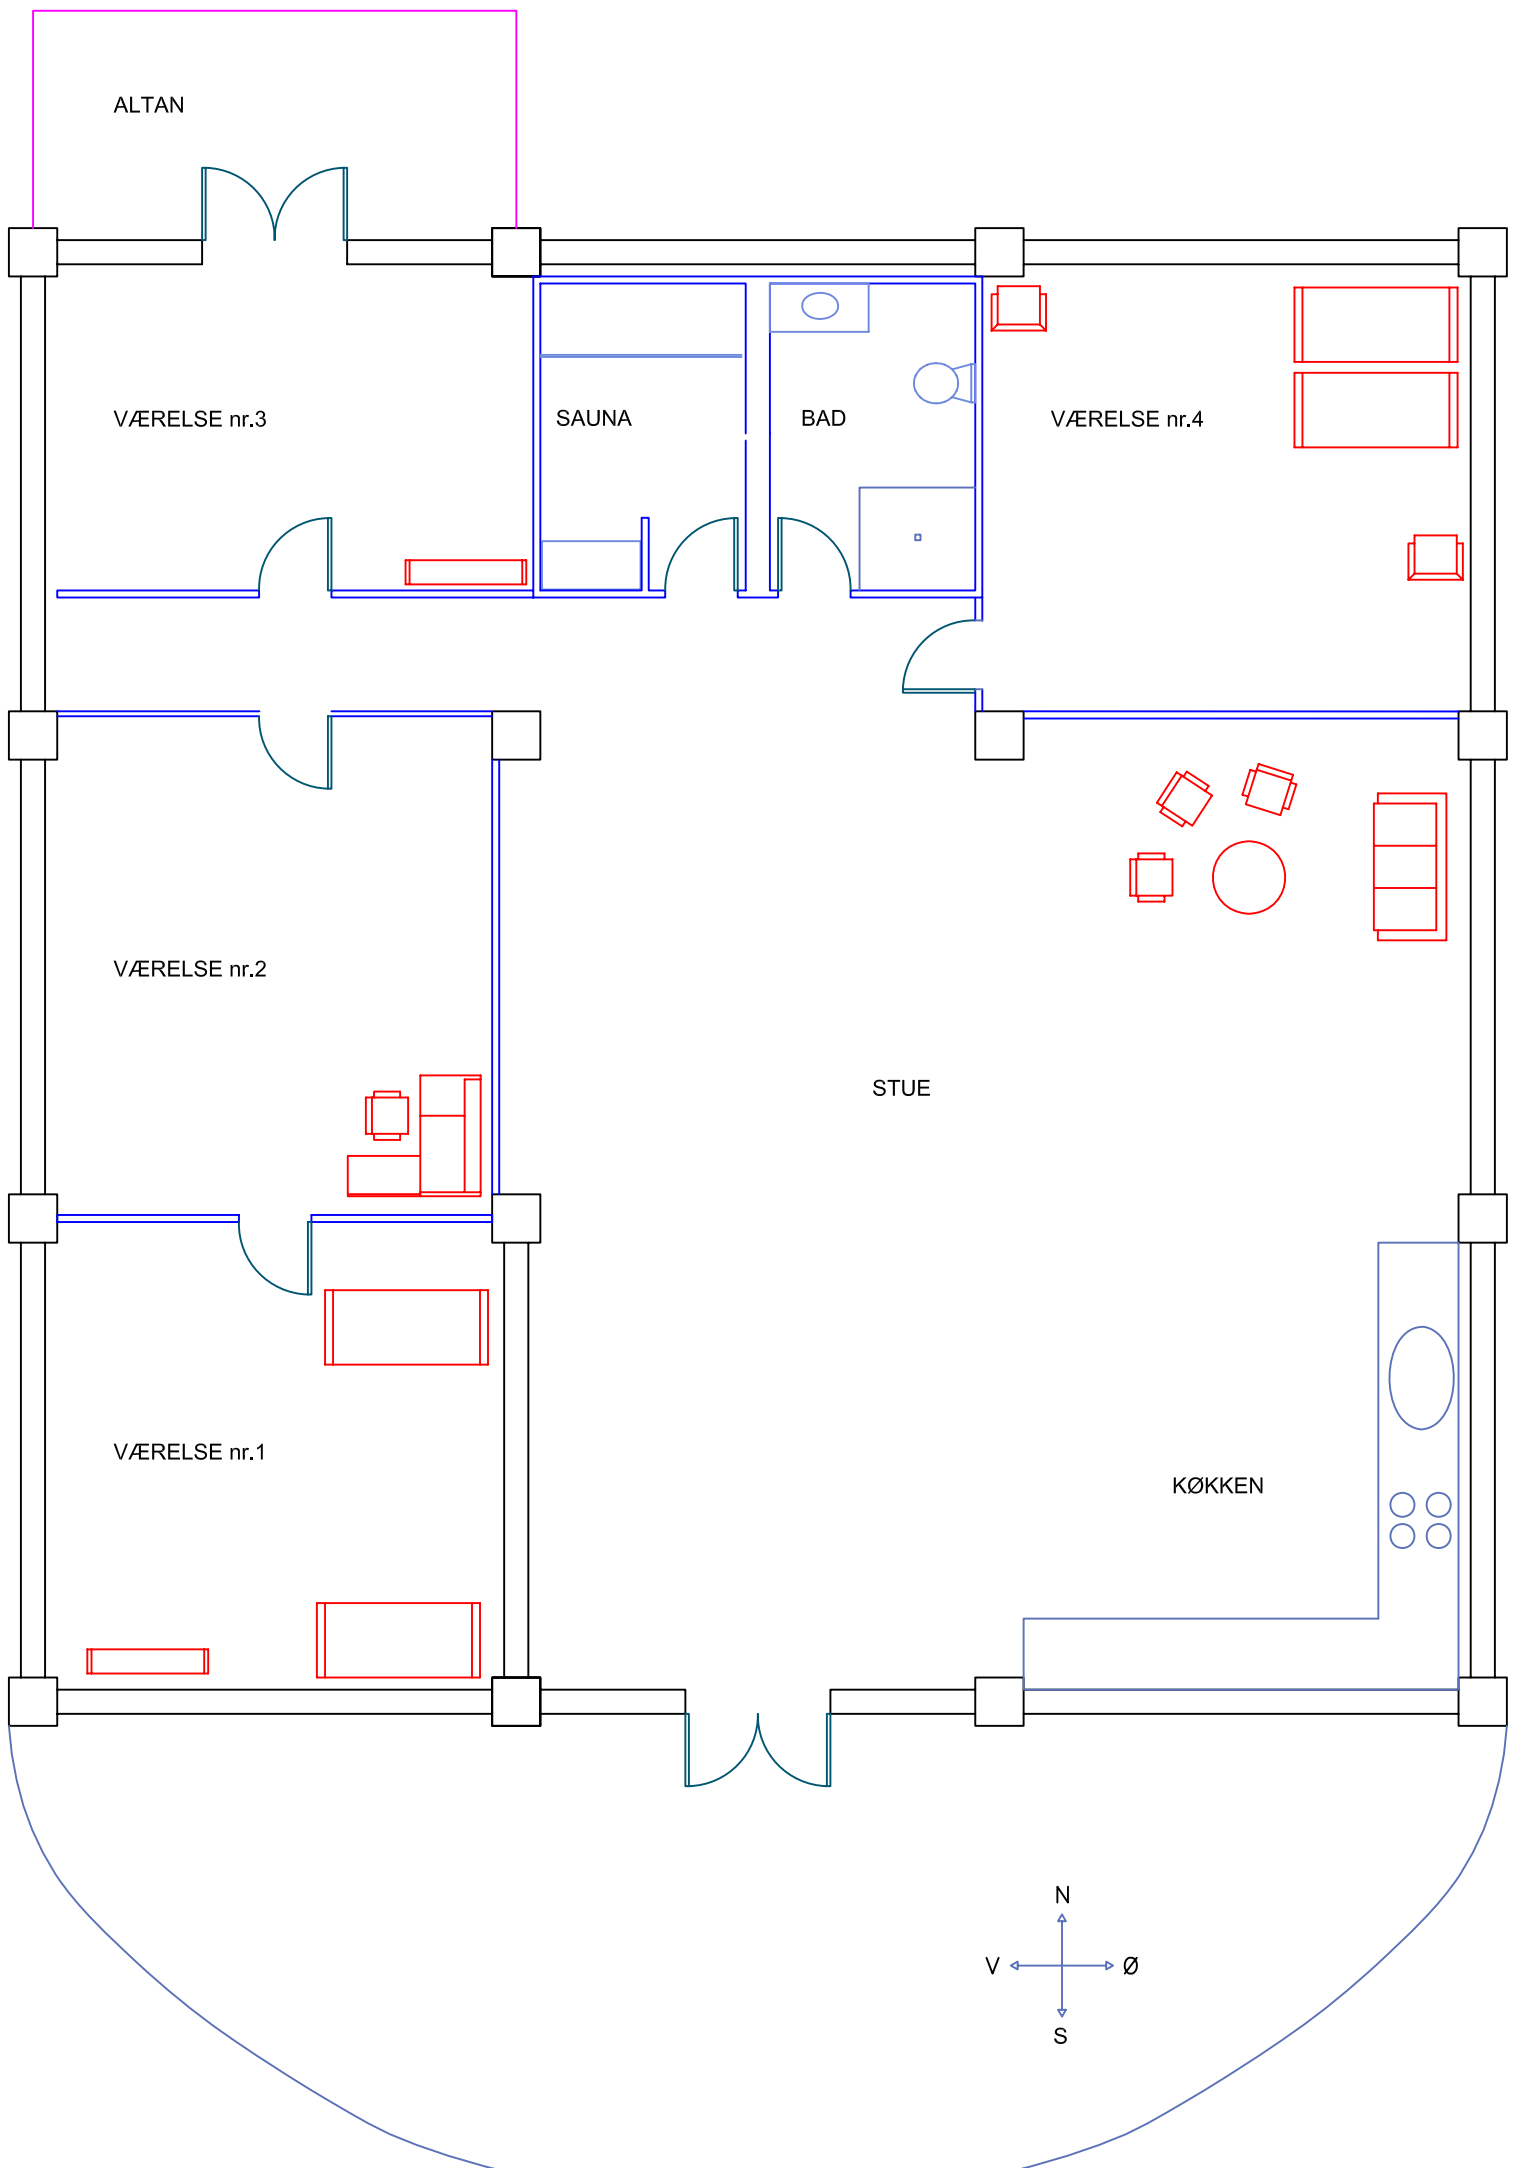 ALTAN
VÆRELSE nr.3
SAUNA
BAD
VÆRELSE nr.4
VÆRELSE nr.2
STUE
VÆRELSE nr.1
KØKKEN
N
V
Ø
S